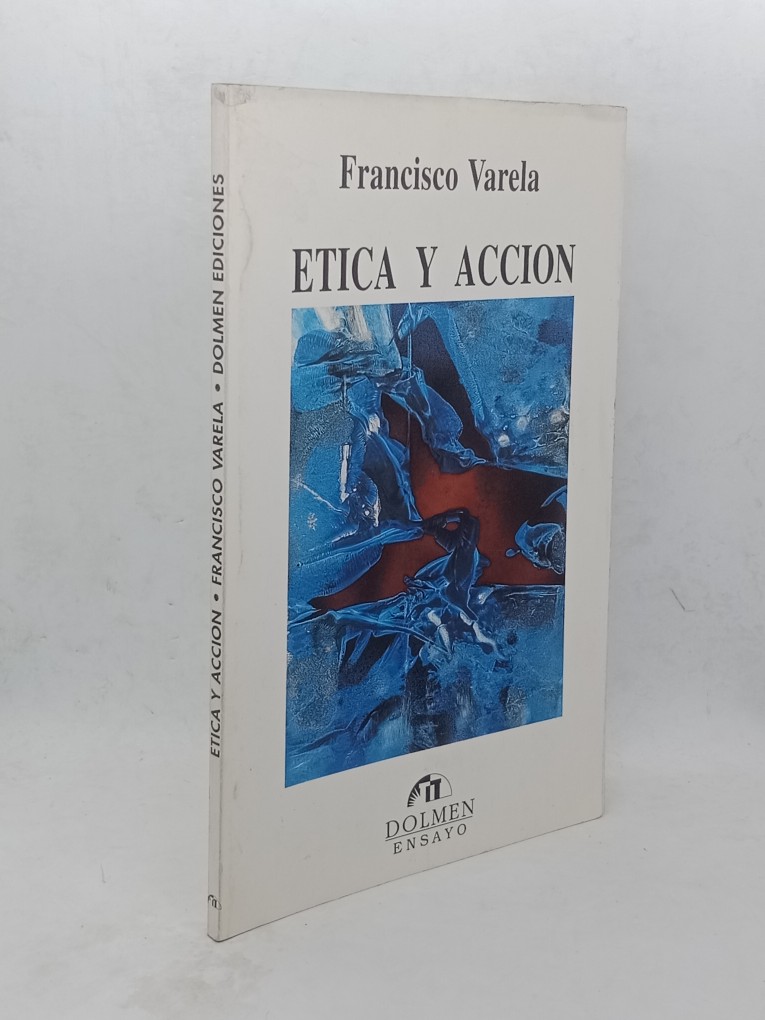 Francisco Varela
ETICA Y ACCION
DOLMEN
ENSAYO
ETICA Y ACCION • FRANCISCO VARELA • DOLMEN EDICIONES